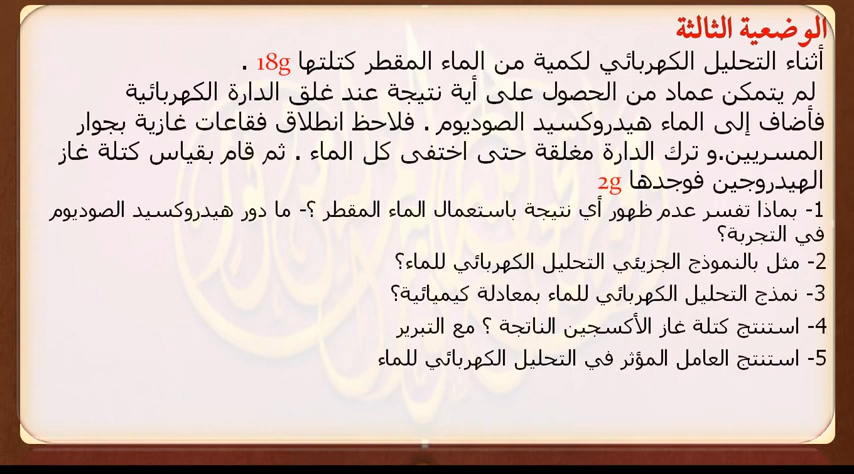 الوضعية الثالثة
أثناء التحليل الكهربائي لكمية من الماء المقطر كتلتها 18g .
لم يتمكن عماد من الحصول على أية نتيجة عند غلق الدارة الكهربائية
فأضاف إلى الماء هيدروكسيد الصوديوم . فلاحظ انطلاق فقاعات غازية بجوار
المسريين.و ترك الدارة مغلقة حتى اختفى كل الماء . ثم قام بقياس كتلة غاز
الهيدروجين فوجدها 2g
1- بماذا تفسر عدم ظهور أي نتيجة باستعمال الماء المقطر ؟- ما دور هيدروكسيد الصوديوم
في التجربة؟
2- مثل بالنموذج الجزيئي التحليل الكهربائي للماء؟
3- نمذج التحليل الكهربائي للماء بمعادلة كيميائية؟
4- استنتج كتلة غاز الأكسجين الناتجة ؟ مع التبرير
5- استنتج العامل المؤثر في التحليل الكهربائي للماء